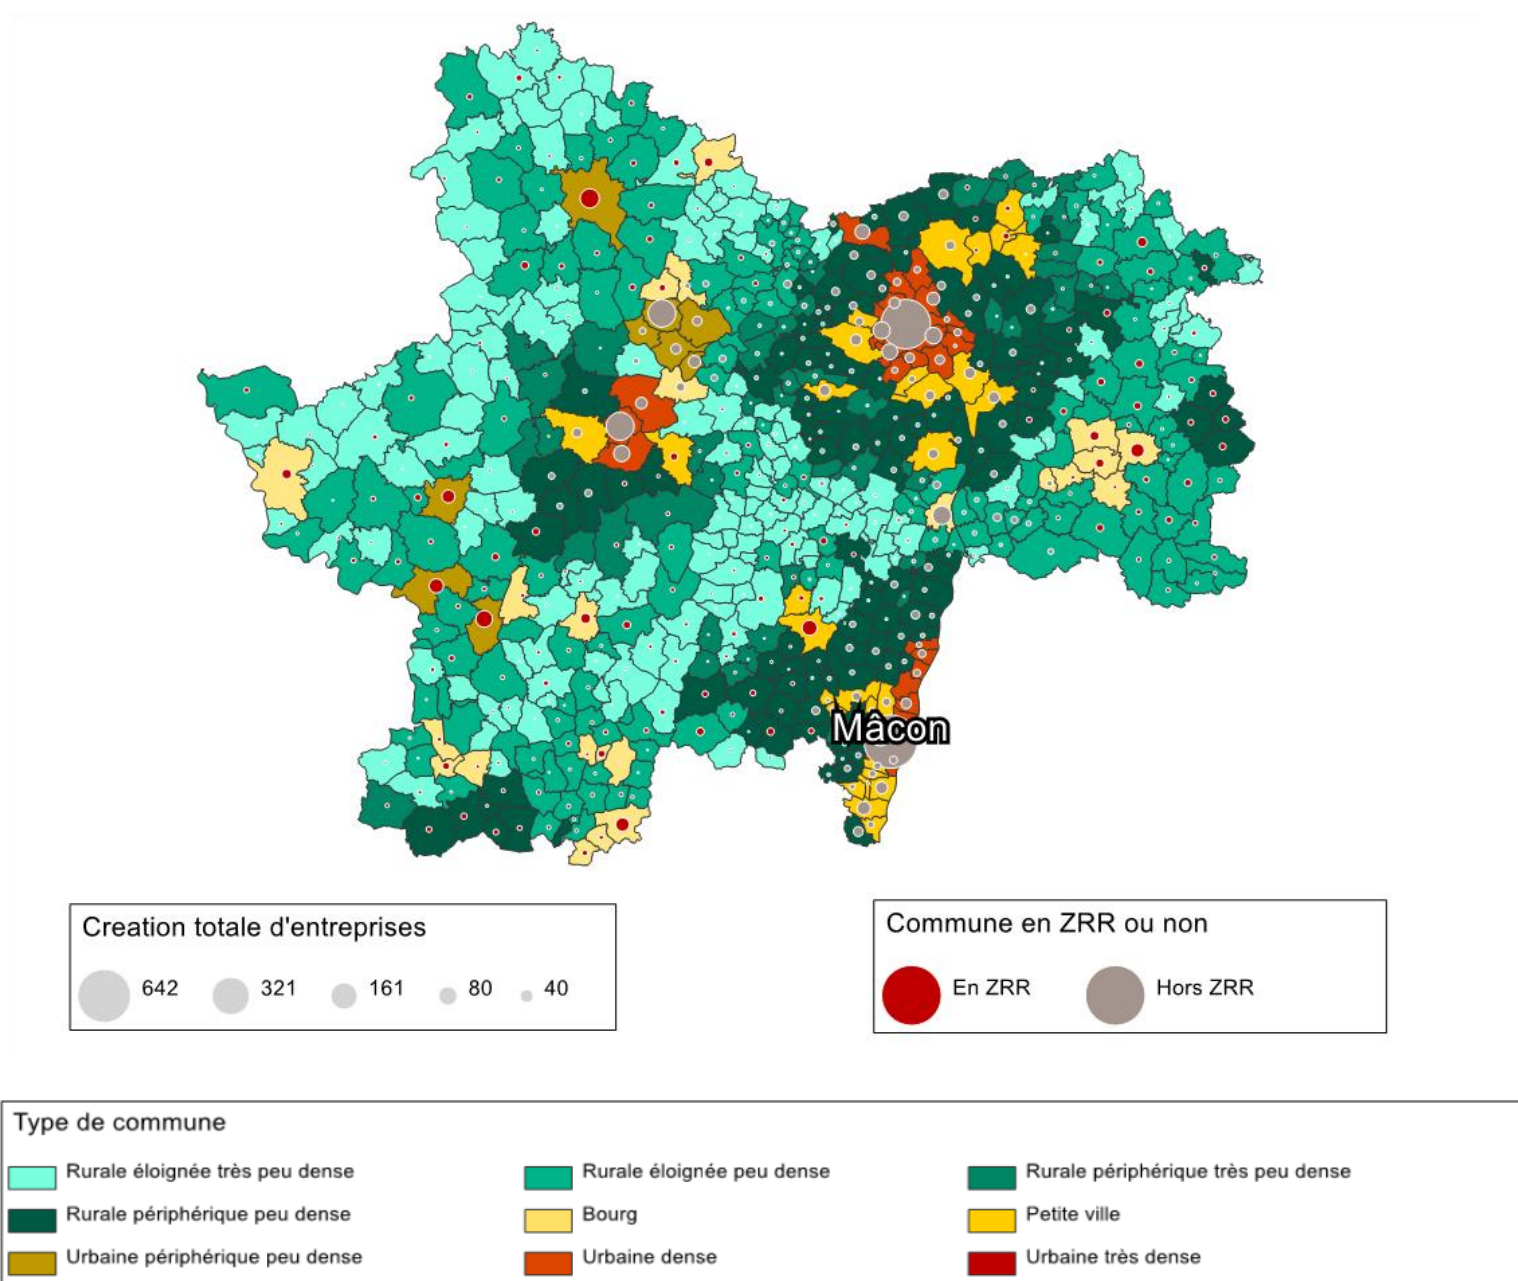 Mâcon
Creation totale d'entreprises
642 321 161 80 40
Commune en ZRR ou non
En ZRR Hors ZRR
Type de commune
Rurale éloignée très peu dense Rurale éloignée peu dense Rurale périphérique très peu dense
Rurale périphérique peu dense Bourg Petite ville
Urbaine périphérique peu dense Urbaine dense Urbaine très dense